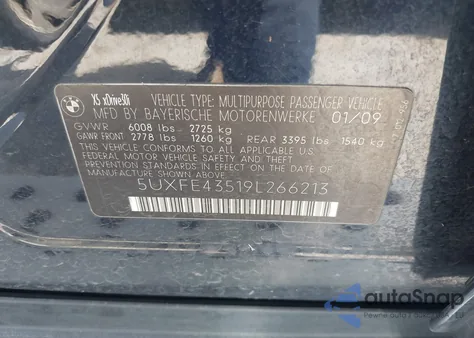 X5 xDrive30i
VEHICLE TYPE: MULTIPURPOSE PASSENGER VEHICLE
MFD BY BAYERISCHE MOTORENWERKE 01/09
GVWR 6008 lbs- 2725 kg
GAWR FRONT 2778 lbs 1260 kg REAR 3395 lbs- 1540 kg
THIS VEHICLE CONFORMS TO ALL APPLICABLE
FEDERAL MOTOR VEHICLE SAFETY, BUMPER, AND THEFT
PREVENTION STANDARDS IN EFFECT ON THE DATE OF
MANUFACTURE SHOWN ABOVE.
5UXFE43519L266213
autoSnap